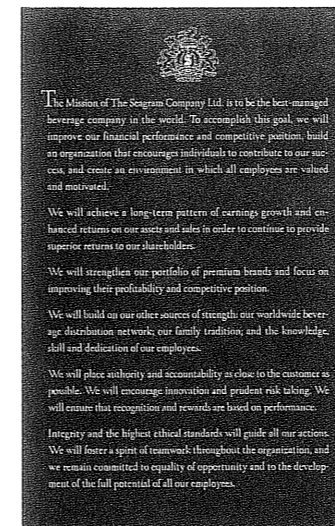 The Mission of The Seagram Company Ltd. is to be the best-managed
beverage company in the world. To accomplish this goal, we will
improve our financial performance and competitive position, build
an organization that encourages individuals to contribute to our suc-
cess, and create an environment in which all employees are valued
and motivated.
We will achieve a long-term pattern of earnings growth and en-
hanced returns on our assets and sales in order to continue to provide
superior returns to our shareholders.
We will strengthen our portfolio of premium brands and focus on
improving their profitability and competitive position.
We will build on our other sources of strength: our worldwide bever-
age distribution network; our family tradition; and the knowledge,
skill and dedication of our employees.
We will place authority and accountability as close to the customer as
possible. We will encourage innovation and prudent risk taking. We
will ensure that recognition and rewards are based on performance.
Integrity and the highest ethical standards will guide all our actions.
We will foster a spirit of teamwork throughout the organization, and
we remain committed to equality of opportunity and to the develop-
ment of the full potential of all our employees.